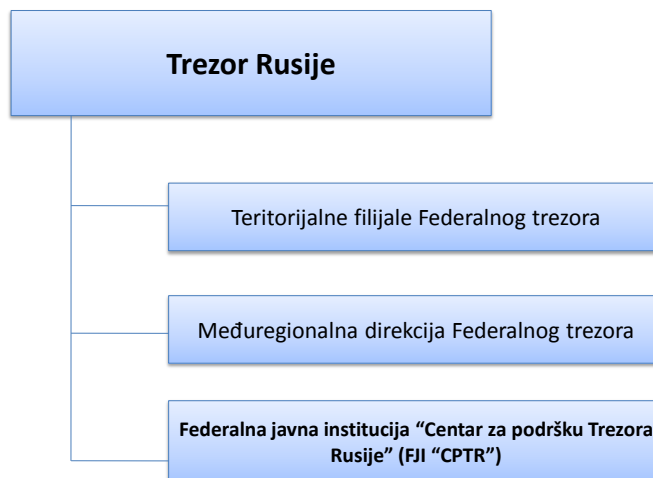 Trezor Rusije
Teritorijalne filijale Federalnog trezora
Međuregionalna direkcija Federalnog trezora
Federalna javna institucija “Centar za podršku Trezora
Rusije” (FJI “CPTR”)